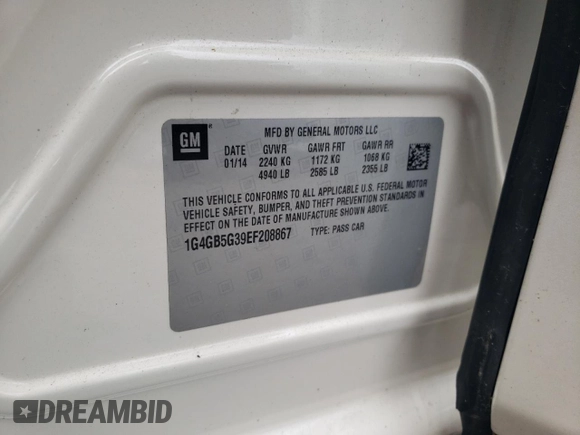 GM
MFD BY GENERAL MOTORS LLC
DATE GVWR GAWR FRT GAWR RR
01/14 2240 KG 1172 KG 1068 KG
4940 LB 2585 LB 2355 LB
THIS VEHICLE CONFORMS TO ALL APPLICABLE U.S. FEDERAL MOTOR
VEHICLE SAFETY, BUMPER, AND THEFT PREVENTION STANDARDS IN
EFFECT ON THE DATE OF MANUFACTURE SHOWN ABOVE.
1G4GB5G39EF208867 TYPE: PASS CAR
DREAMBID